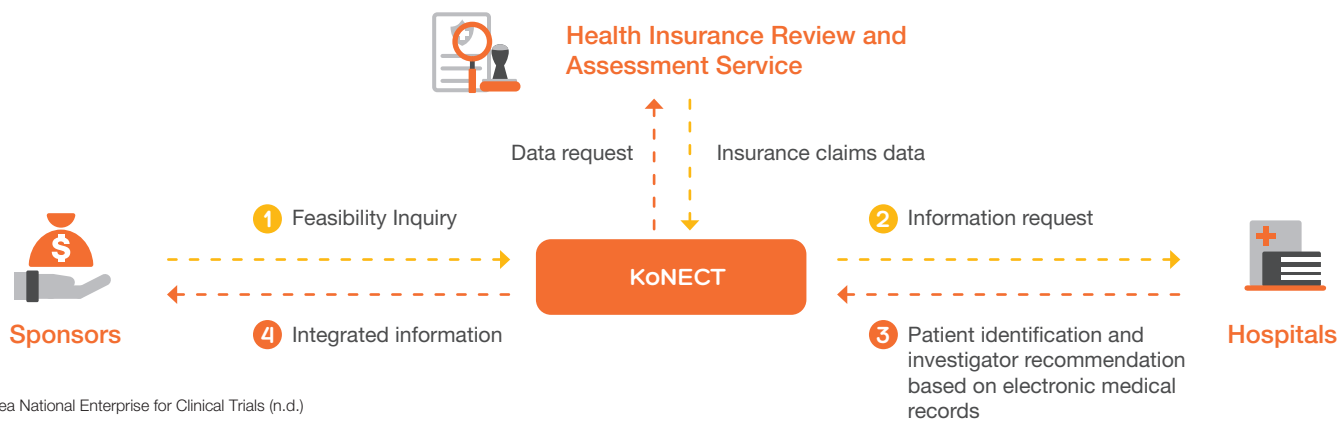 Health Insurance Review and
Assessment Service
Data request
Insurance claims data
1 Feasibility Inquiry
2 Information request
$
KoNECT
Sponsors
4 Integrated information
3 Patient identification and
investigator recommendation
based on electronic medical
records
Hospitals
ea National Enterprise for Clinical Trials (n.d.)